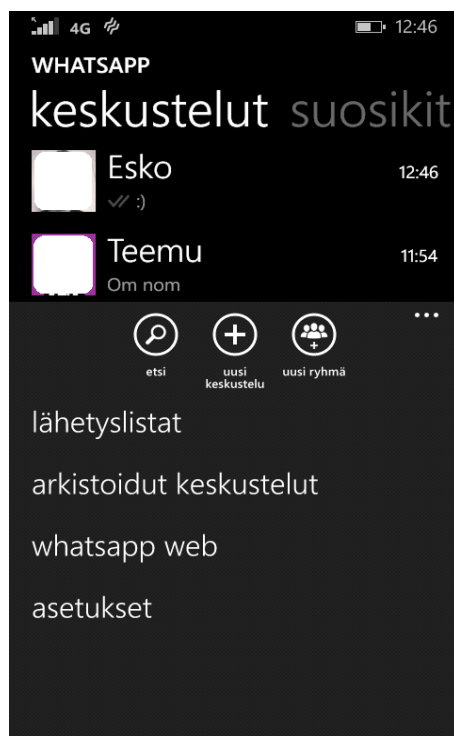 4G 12:46
WHATSAPP
keskustelut suosikit
Esko 12:46
:)
Teemu 11:54
Om nom
...
etsi uusi keskustelu uusi ryhmä
lähetyslistat
arkistoidut keskustelut
whatsapp web
asetukset